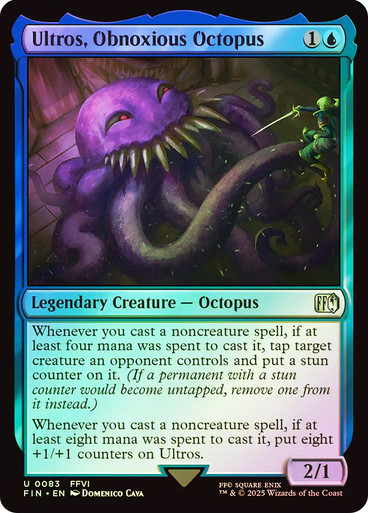 Ultros, Obnoxious Octopus 1
Legendary Creature — Octopus
Whenever you cast a noncreature spell, if at
least four mana was spent to cast it, tap target
creature an opponent controls and put a stun
counter on it. (If a permanent with a stun
counter would become untapped, remove one from
it instead.)
Whenever you cast a noncreature spell, if at
least eight mana was spent to cast it, put eight
+1/+1 counters on Ultros.
2/1
U 0083 FFVI
FIN • EN Domenico Cava
FF© SQUARE ENIX
™ & © 2025 Wizards of the Coast